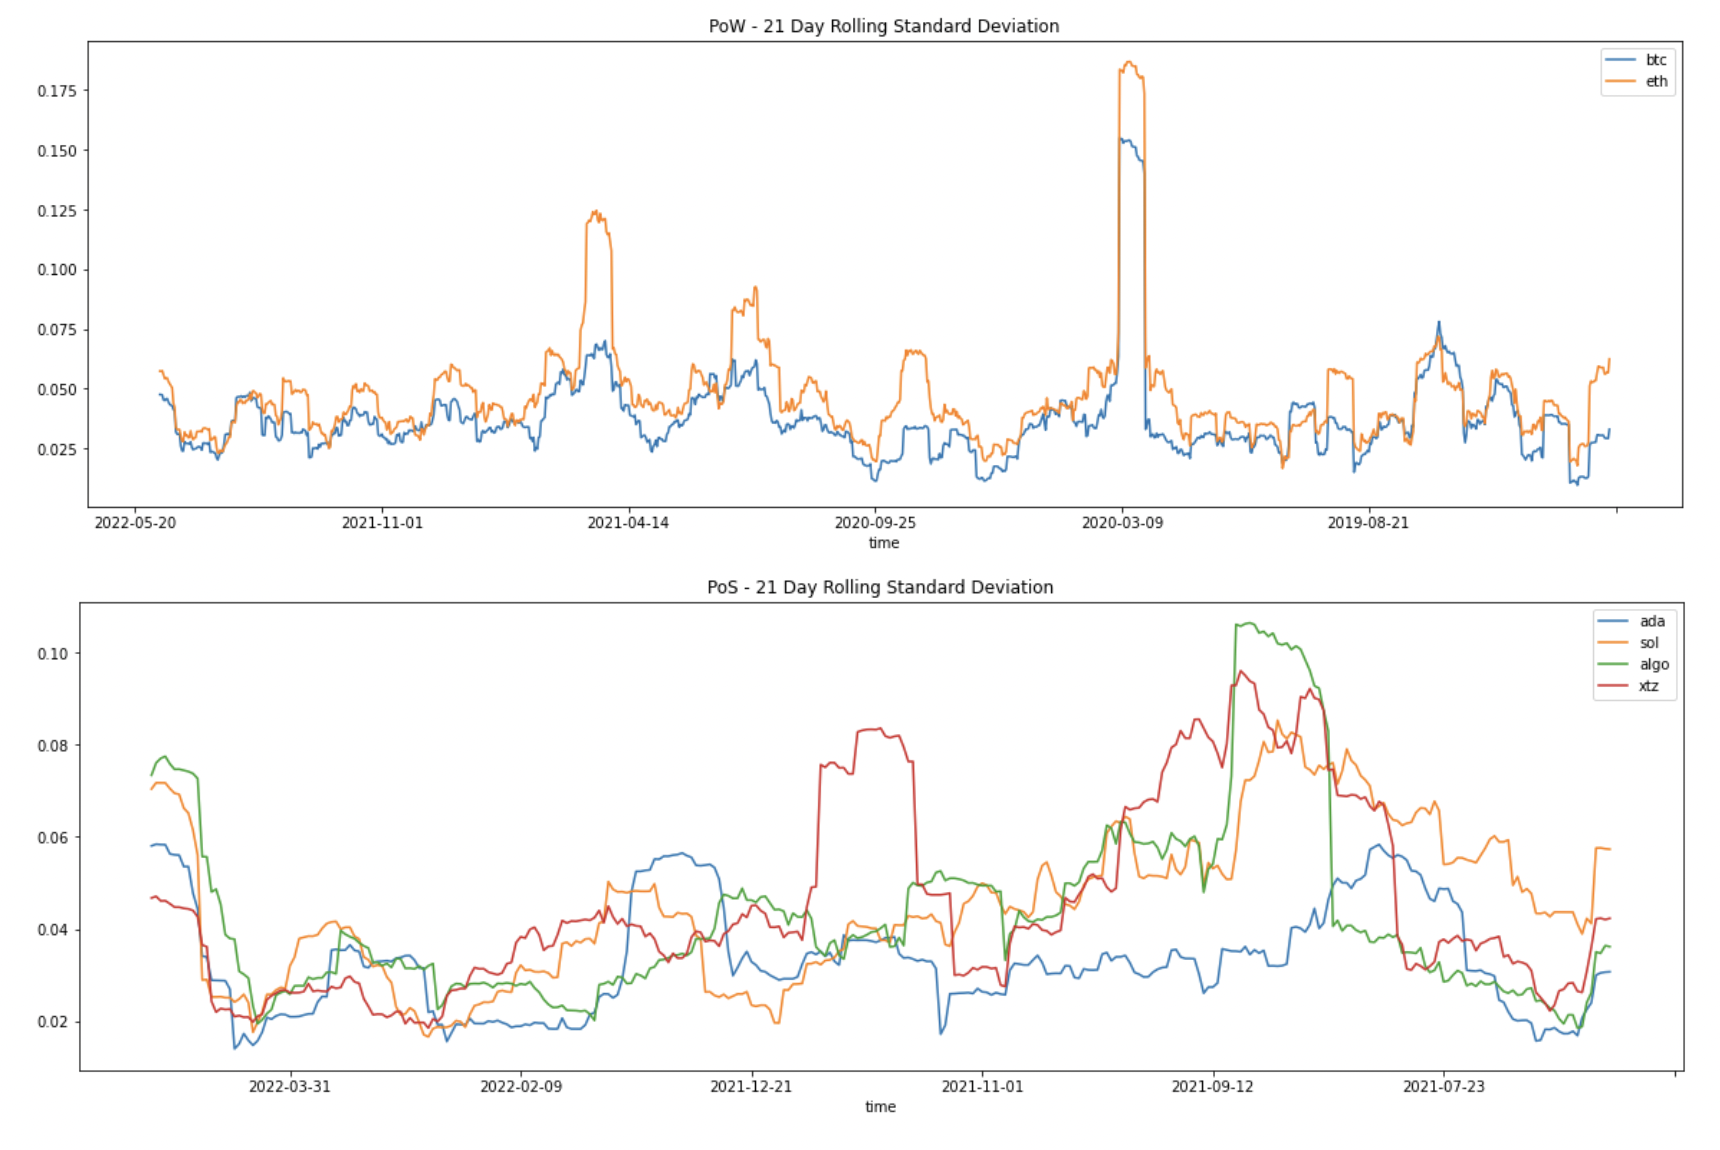 PoW - 21 Day Rolling Standard Deviation
btc
eth
0.175
0.150
0.125
0.100
0.075
0.050
0.025
2022-05-20 2021-11-01 2021-04-14 2020-09-25 2020-03-09 2019-08-21
time
PoS - 21 Day Rolling Standard Deviation
ada
sol
algo
xtz
0.10
0.08
0.06
0.04
0.02
2022-03-31 2022-02-09 2021-12-21 2021-11-01 2021-09-12 2021-07-23
time